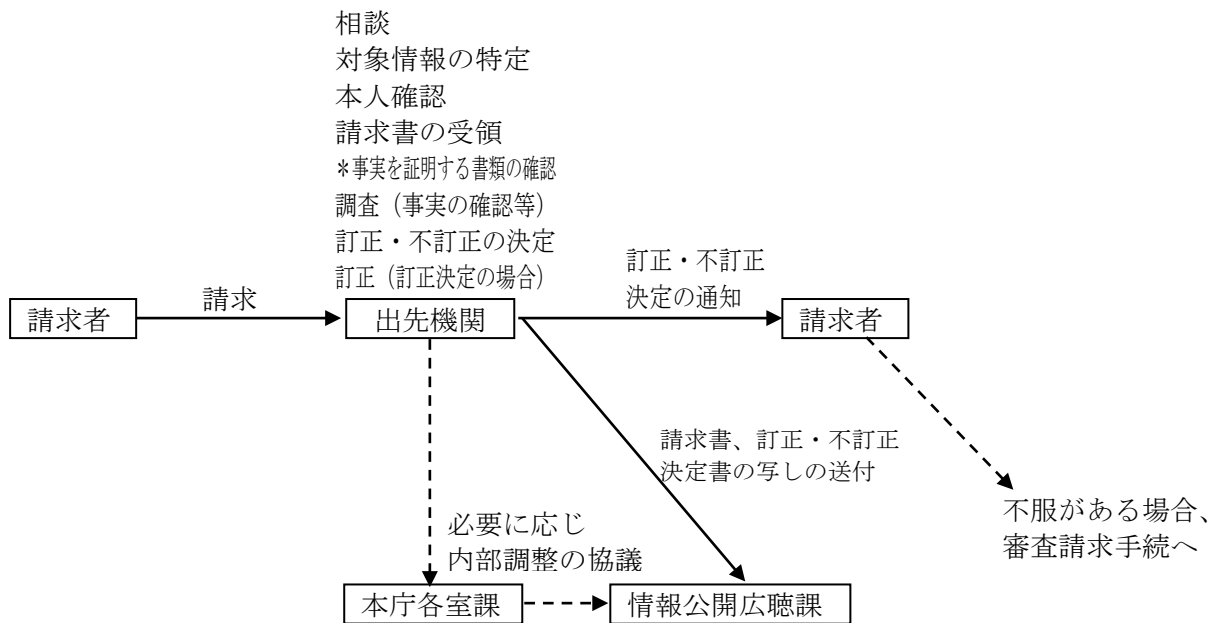 相談
対象情報の特定
本人確認
請求書の受領
＊事実を証明する書類の確認
調査（事実の確認等）
訂正・不訂正の決定
訂正（訂正決定の場合）
請求者
請求
出先機関
訂正・不訂正
決定の通知
請求者
請求書、訂正・不訂正
決定書の写しの送付
不服がある場合、
審査請求手続へ
必要に応じ
内部調整の協議
本庁各室課
情報公開広聴課